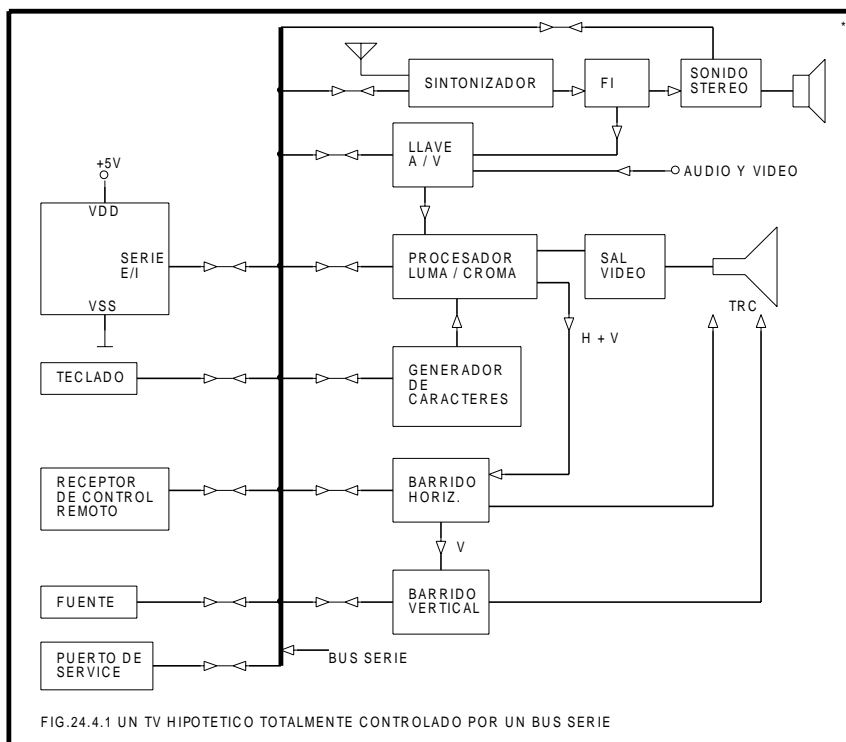 *
SINTONIZADOR
FI
SONIDO
STEREO
LLAVE
A / V
AUDIO Y VIDEO
+5V
VDD
SERIE
E/I
VSS
PROCESADOR
LUMA / CROMA
SAL
VIDEO
TRC
H + V
TECLADO
GENERADOR
DE
CARACTERES
RECEPTOR
DE CONTROL
REMOTO
BARRIDO
HORIZ.
V
FUENTE
BARRIDO
VERTICAL
PUERTO DE
SERVICE
BUS SERIE
FIG.24.4.1 UN TV HIPOTETICO TOTALMENTE CONTROLADO POR UN BUS SERIE